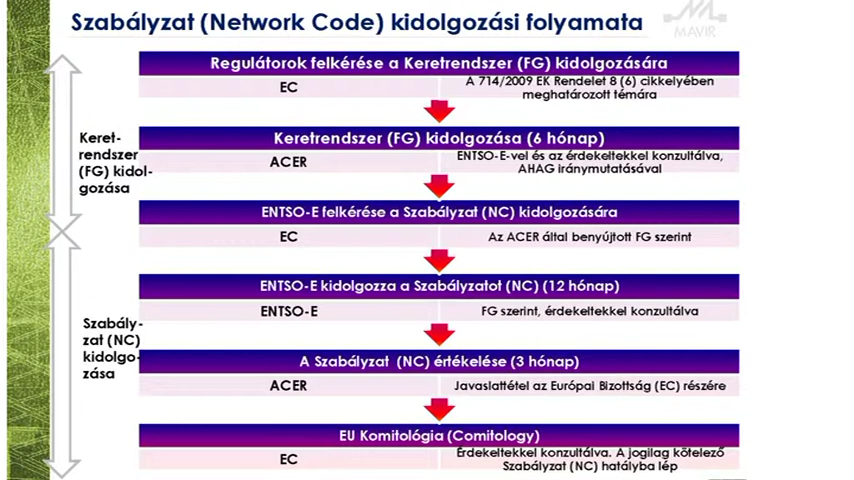 Szabályzat (Network Code) kidolgozási folyamata
MAVIR
Regulátorok felkérése a Keretrendszer (FG) kidolgozására
EC
A 714/2009 EK Rendelet 8 (6) cikkelyében
meghatározott témára
Keret-
rendszer
(FG) kidol-
gozása
Keretrendszer (FG) kidolgozása (6 hónap)
ACER
ENTSO-E-vel és az érdekeltekkel konzultálva,
AHAG iránymutatásával
ENTSO-E felkérése a Szabályzat (NC) kidolgozására
EC
Az ACER által benyújtott FG szerint
ENTSO-E kidolgozza a Szabályzatot (NC) (12 hónap)
ENTSO-E
FG szerint, érdekeltekkel konzultálva
Szabály-
zat (NC)
kidolgo-
zása
A Szabályzat (NC) értékelése (3 hónap)
ACER
Javaslattétel az Európai Bizottság (EC) részére
EU Komitológia (Comitology)
EC
Érdekeltekkel konzultálva. A jogilag kötelező
Szabályzat (NC) hatályba lép